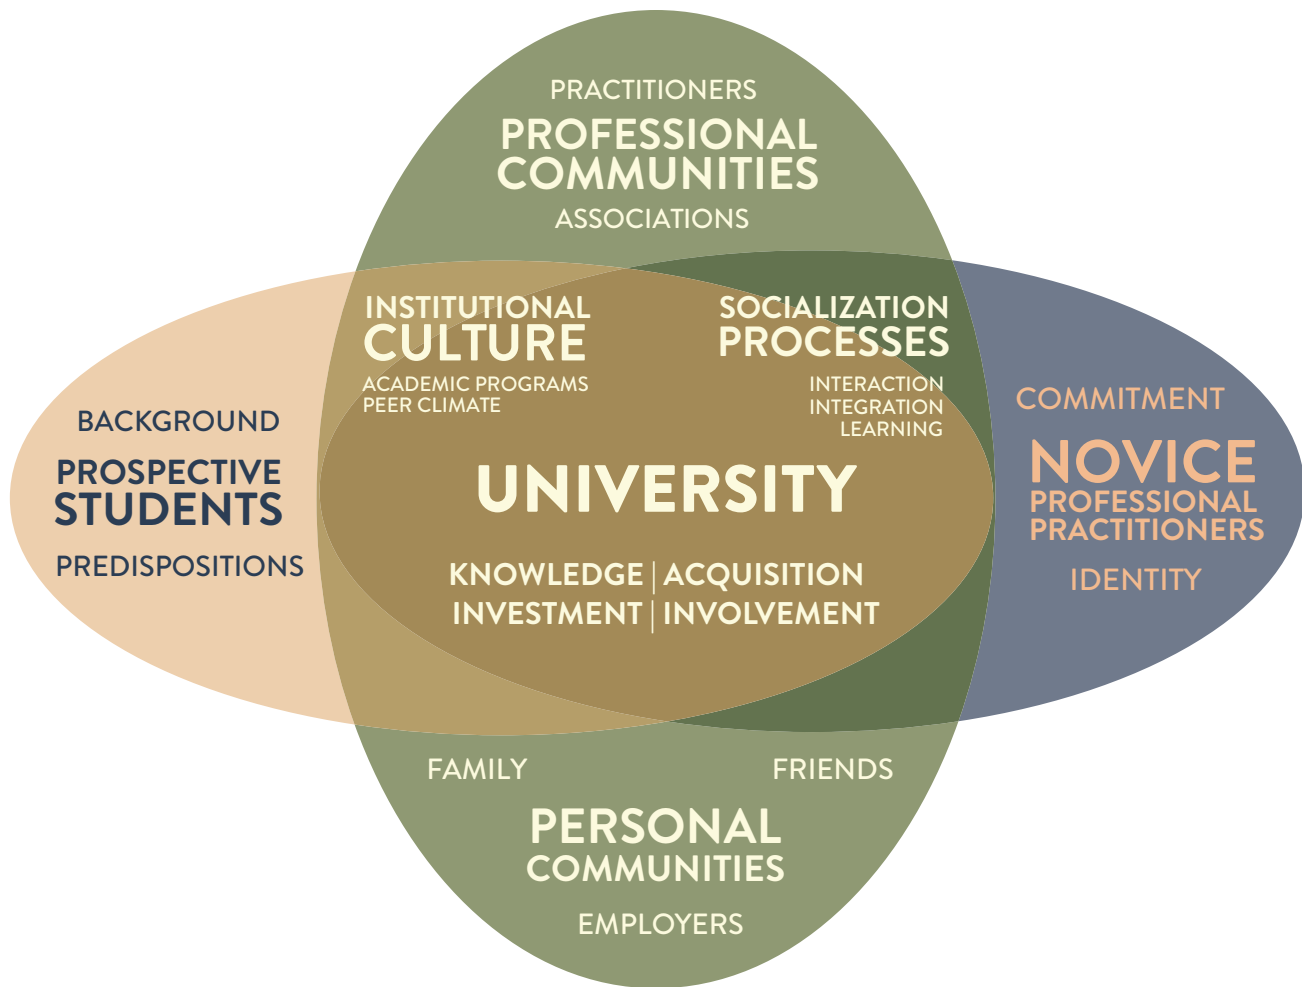 PRACTITIONERS
PROFESSIONAL
COMMUNITIES
ASSOCIATIONS
INSTITUTIONAL
CULTURE
ACADEMIC PROGRAMS
PEER CLIMATE
SOCIALIZATION
PROCESSES
INTERACTION
INTEGRATION
LEARNING
BACKGROUND
PROSPECTIVE
STUDENTS
PREDISPOSITIONS
UNIVERSITY
KNOWLEDGE | ACQUISITION
INVESTMENT | INVOLVEMENT
COMMITMENT
NOVICE
PROFESSIONAL
PRACTITIONERS
IDENTITY
FAMILY
FRIENDS
PERSONAL
COMMUNITIES
EMPLOYERS